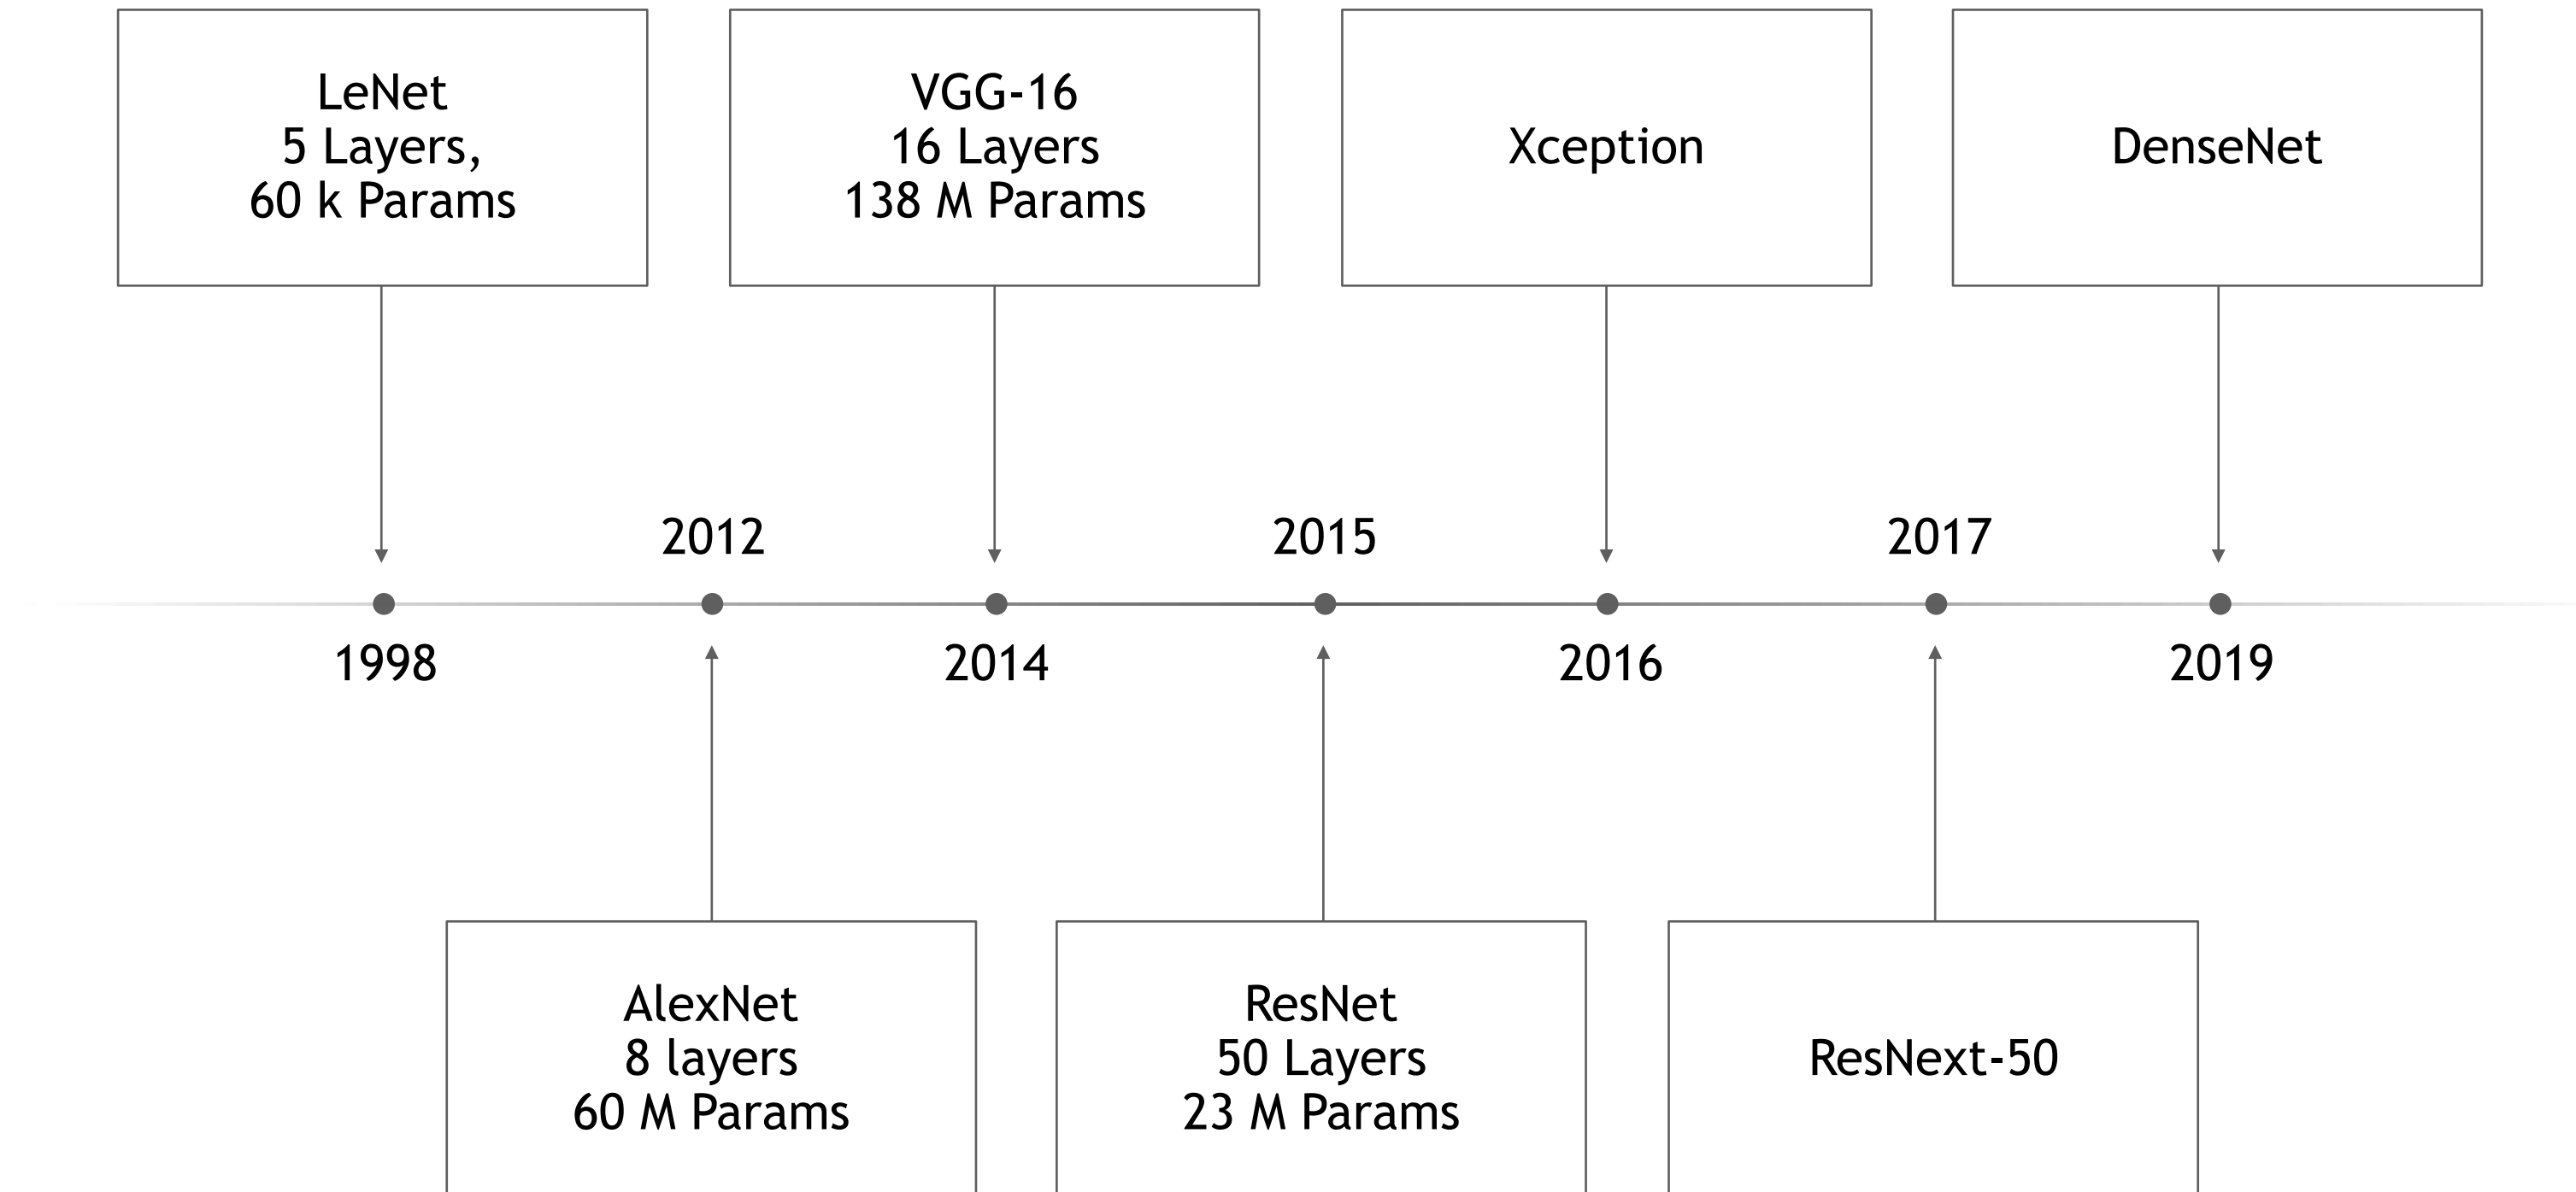 LeNet
5 Layers,
60 k Params
VGG-16
16 Layers
138 M Params
Xception
DenseNet
2012
2015
2017
1998
2014
2016
2019
AlexNet
8 layers
60 M Params
ResNet
50 Layers
23 M Params
ResNext-50